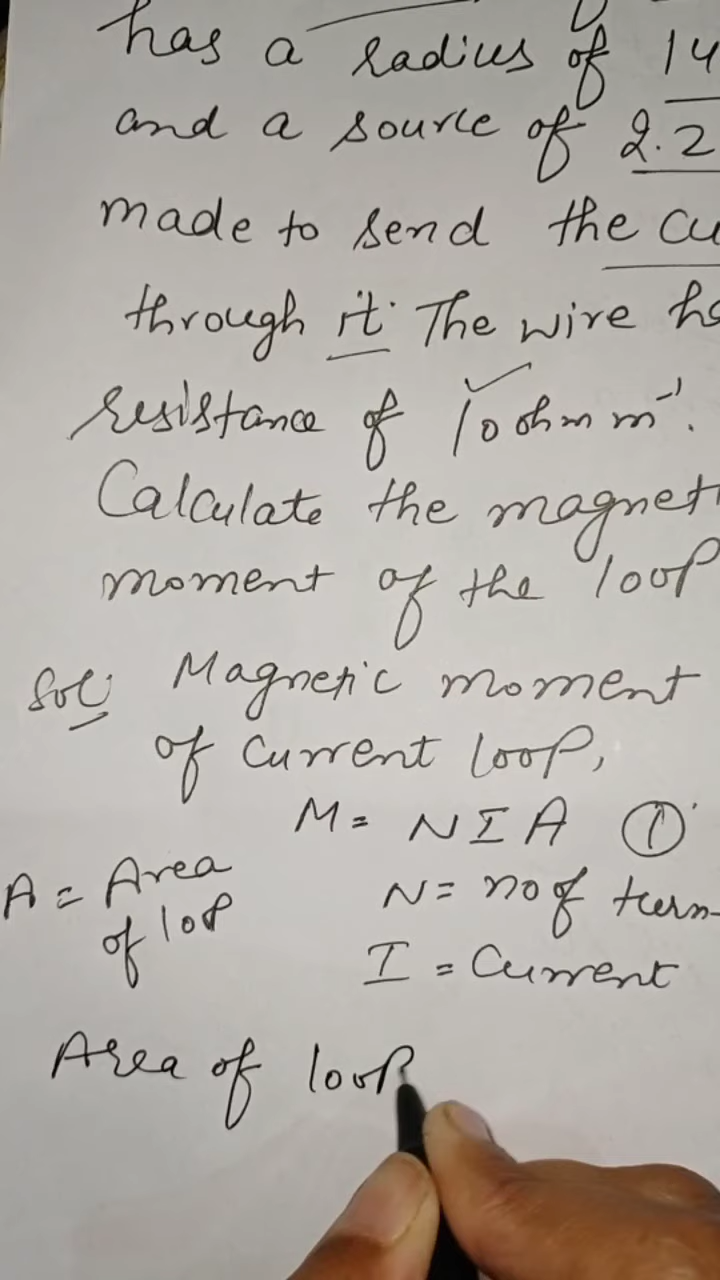 has a radius of 14
and a source of 2.2
made to send the cu
through it. The wire ha
resistance of 10 ohm m⁻¹.
Calculate the magnet
moment of the loop
Sol: Magnetic moment
of current loop,
M = NIA ①
A = Area of loop
N = no of turn
I = Current
Area of loop